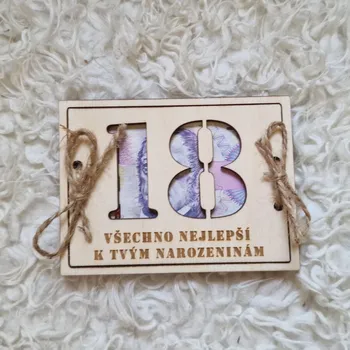 18
VŠECHNO NEJLEPŠÍ
K TVÝM NAROZENINÁM